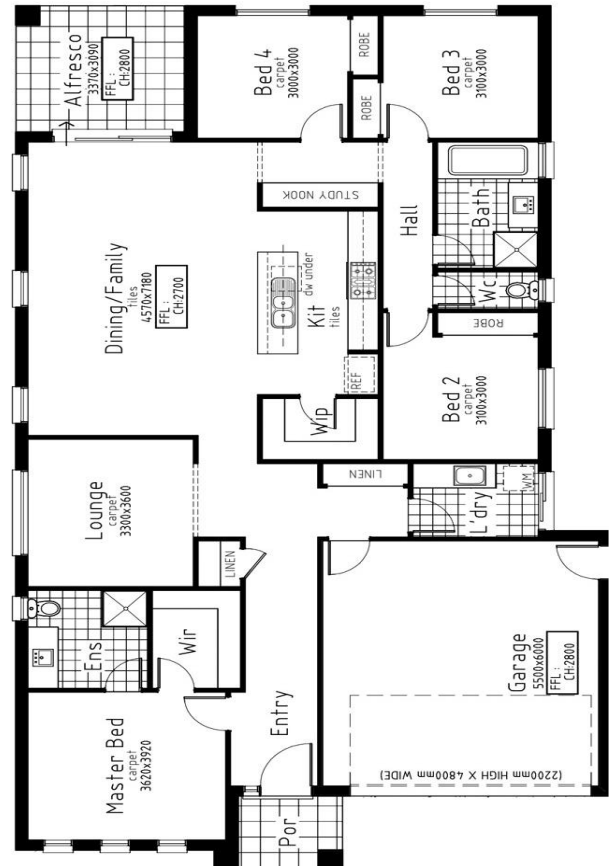 Alfresco
3370x3090
FFL :
CH:2800
Bed 4
carpet
3000x3000
ROBE
ROBE
Bed 3
carpet
3100x3000
STUDY NOOK
Hall
Bath
Dining/Family
tiles
4570x7180
FFL :
CH:2700
Kit
tiles
dw under
REF
Wc
ROBE
Bed 2
carpet
3100x3000
Wip
LINEN
L'dry
WM
Lounge
carpet
3300x3600
LINEN
Ens
Wir
Master Bed
carpet
3620x3920
Entry
Por
Garage
5500x6000
FFL :
CH:2800
(2200mm HIGH X 4800mm WIDE)